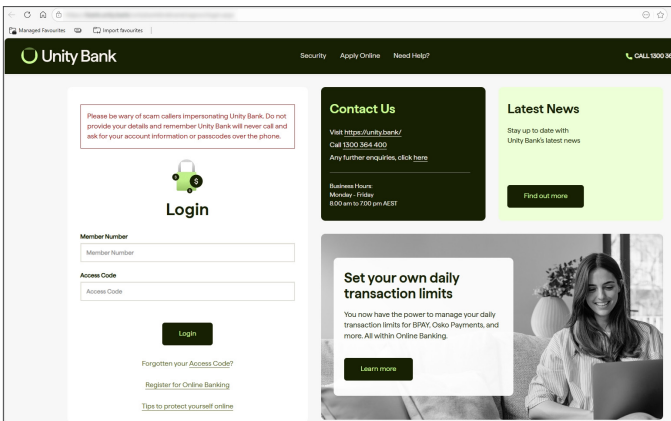 Managed Favourites
Import favourites
Unity Bank
Security
Apply Online
Need Help?
CALL 1300 36
Please be wary of scam callers impersonating Unity Bank. Do not
provide your details and remember Unity Bank will never call and
ask for your account information or passcodes over the phone.
$
$
Login
Member Number
Member Number
Access Code
Access Code
Login
Forgotten your Access Code?
Register for Online Banking
Tips to protect yourself online
Contact Us
Visit https://unity.bank/
Call 1300 364 400
Any further enquiries, click here
Business Hours:
Monday - Friday
8.00 am to 7.00 pm AEST
Latest News
Stay up to date with
Unity Bank's latest news
Find out more
Set your own daily
transaction limits
You now have the power to manage your daily
transaction limits for BPAY, Osko Payments, and
more. All within Online Banking.
Learn more